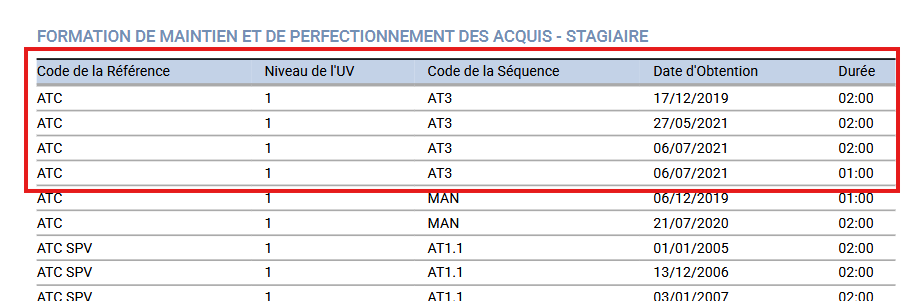 FORMATION DE MAINTIEN ET DE PERFECTIONNEMENT DES ACQUIS - STAGIAIRE
Code de la Référence Niveau de l'UV Code de la Séquence Date d'Obtention Durée
ATC 1 AT3 17/12/2019 02:00
ATC 1 AT3 27/05/2021 02:00
ATC 1 AT3 06/07/2021 02:00
ATC 1 AT3 06/07/2021 01:00
ATC 1 MAN 06/12/2019 01:00
ATC 1 MAN 21/07/2020 02:00
ATC SPV 1 AT1.1 01/01/2005 02:00
ATC SPV 1 AT1.1 13/12/2006 02:00
ATC SPV 1 AT1.1 03/01/2007 02:00